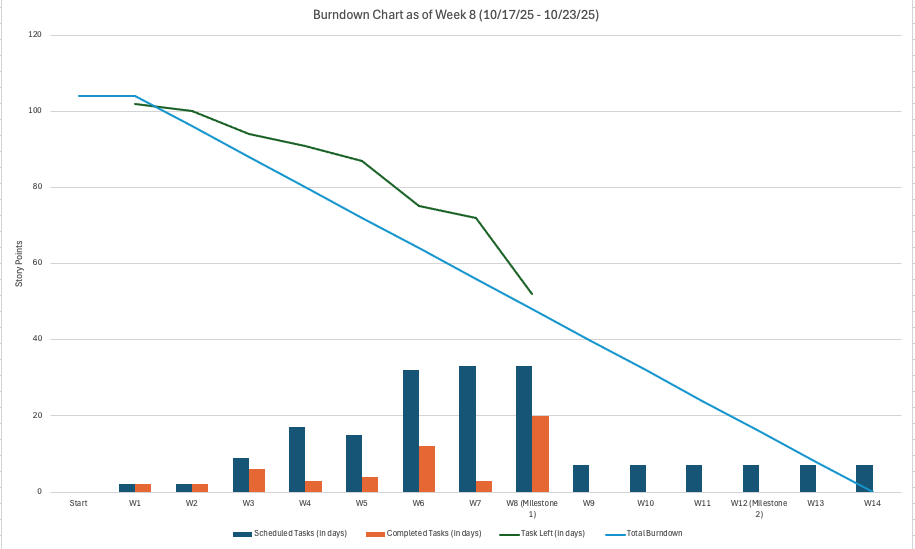 Burndown Chart as of Week 8 (10/17/25 - 10/23/25)
120
100
80
60
40
20
0
Story Points
Start
W1
W2
W3
W4
W5
W6
W7
W8 (Milestone
1)
W9
W10
W11
W12 (Milestone
2)
W13
W14
Scheduled Tasks (in days)
Completed Tasks (in days)
Task Left (in days)
Total Burndown